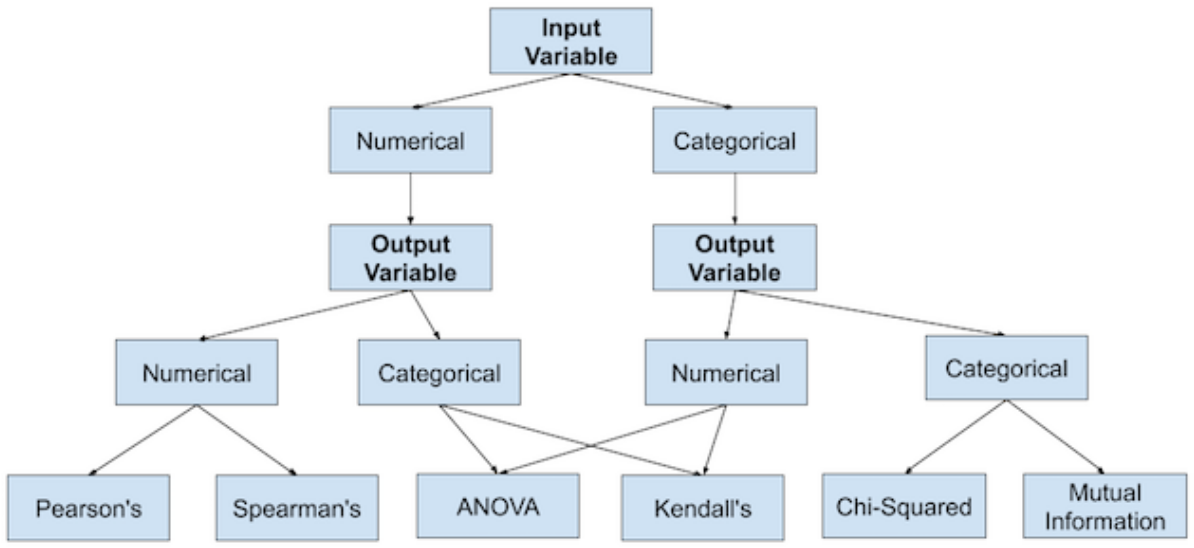 Input
Variable
Numerical
Categorical
Output
Variable
Output
Variable
Numerical
Categorical
Numerical
Categorical
Pearson's
Spearman's
ANOVA
Kendall's
Chi-Squared
Mutual
Information